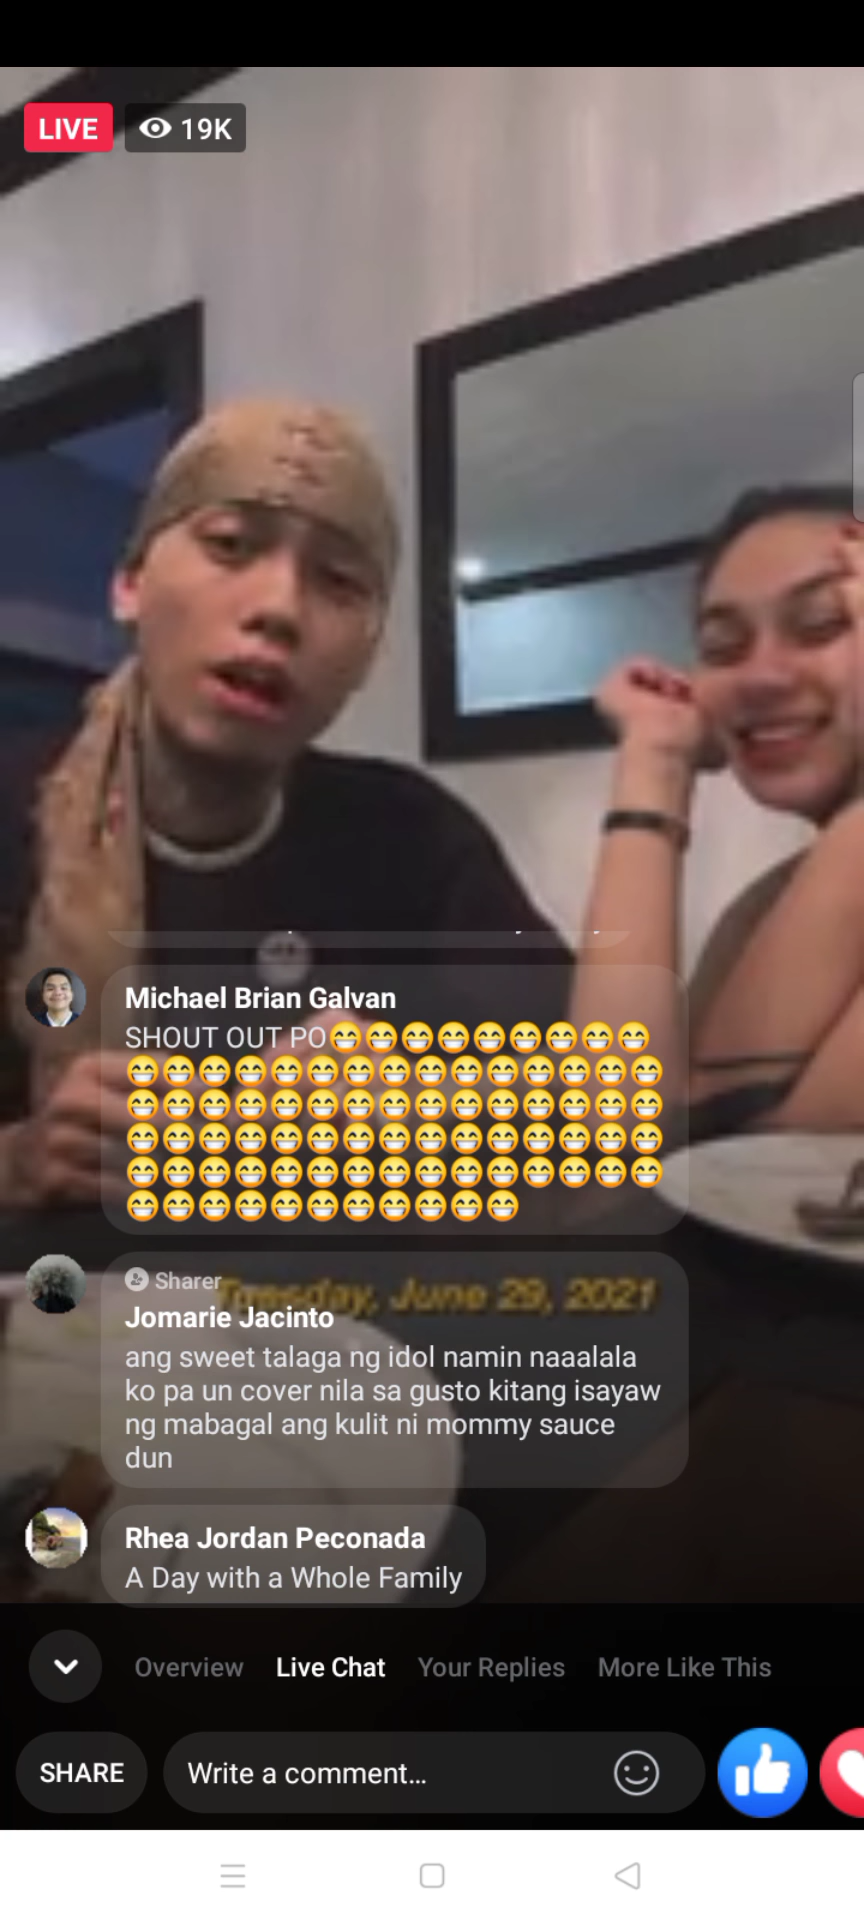 LIVE 19K
Michael Brian Galvan
SHOUT OUT PO😁😁😁😁😁😁😁😁😁
😁😁😁😁😁😁😁😁😁😁😁😁😁😁😁
😁😁😁😁😁😁😁😁😁😁😁😁😁😁😁
😁😁😁😁😁😁😁😁😁😁😁😁😁😁😁
😁😁😁😁😁😁😁😁😁😁😁😁😁😁😁
😁😁😁😁😁😁😁😁😁😁😁
Sharer
Tuesday, June 29, 2021
Jomarie Jacinto
ang sweet talaga ng idol namin naaalala
ko pa un cover nila sa gusto kitang isayaw
ng mabagal ang kulit ni mommy sauce
dun
Rhea Jordan Peconada
A Day with a Whole Family
Overview Live Chat Your Replies More Like This
SHARE Write a comment...